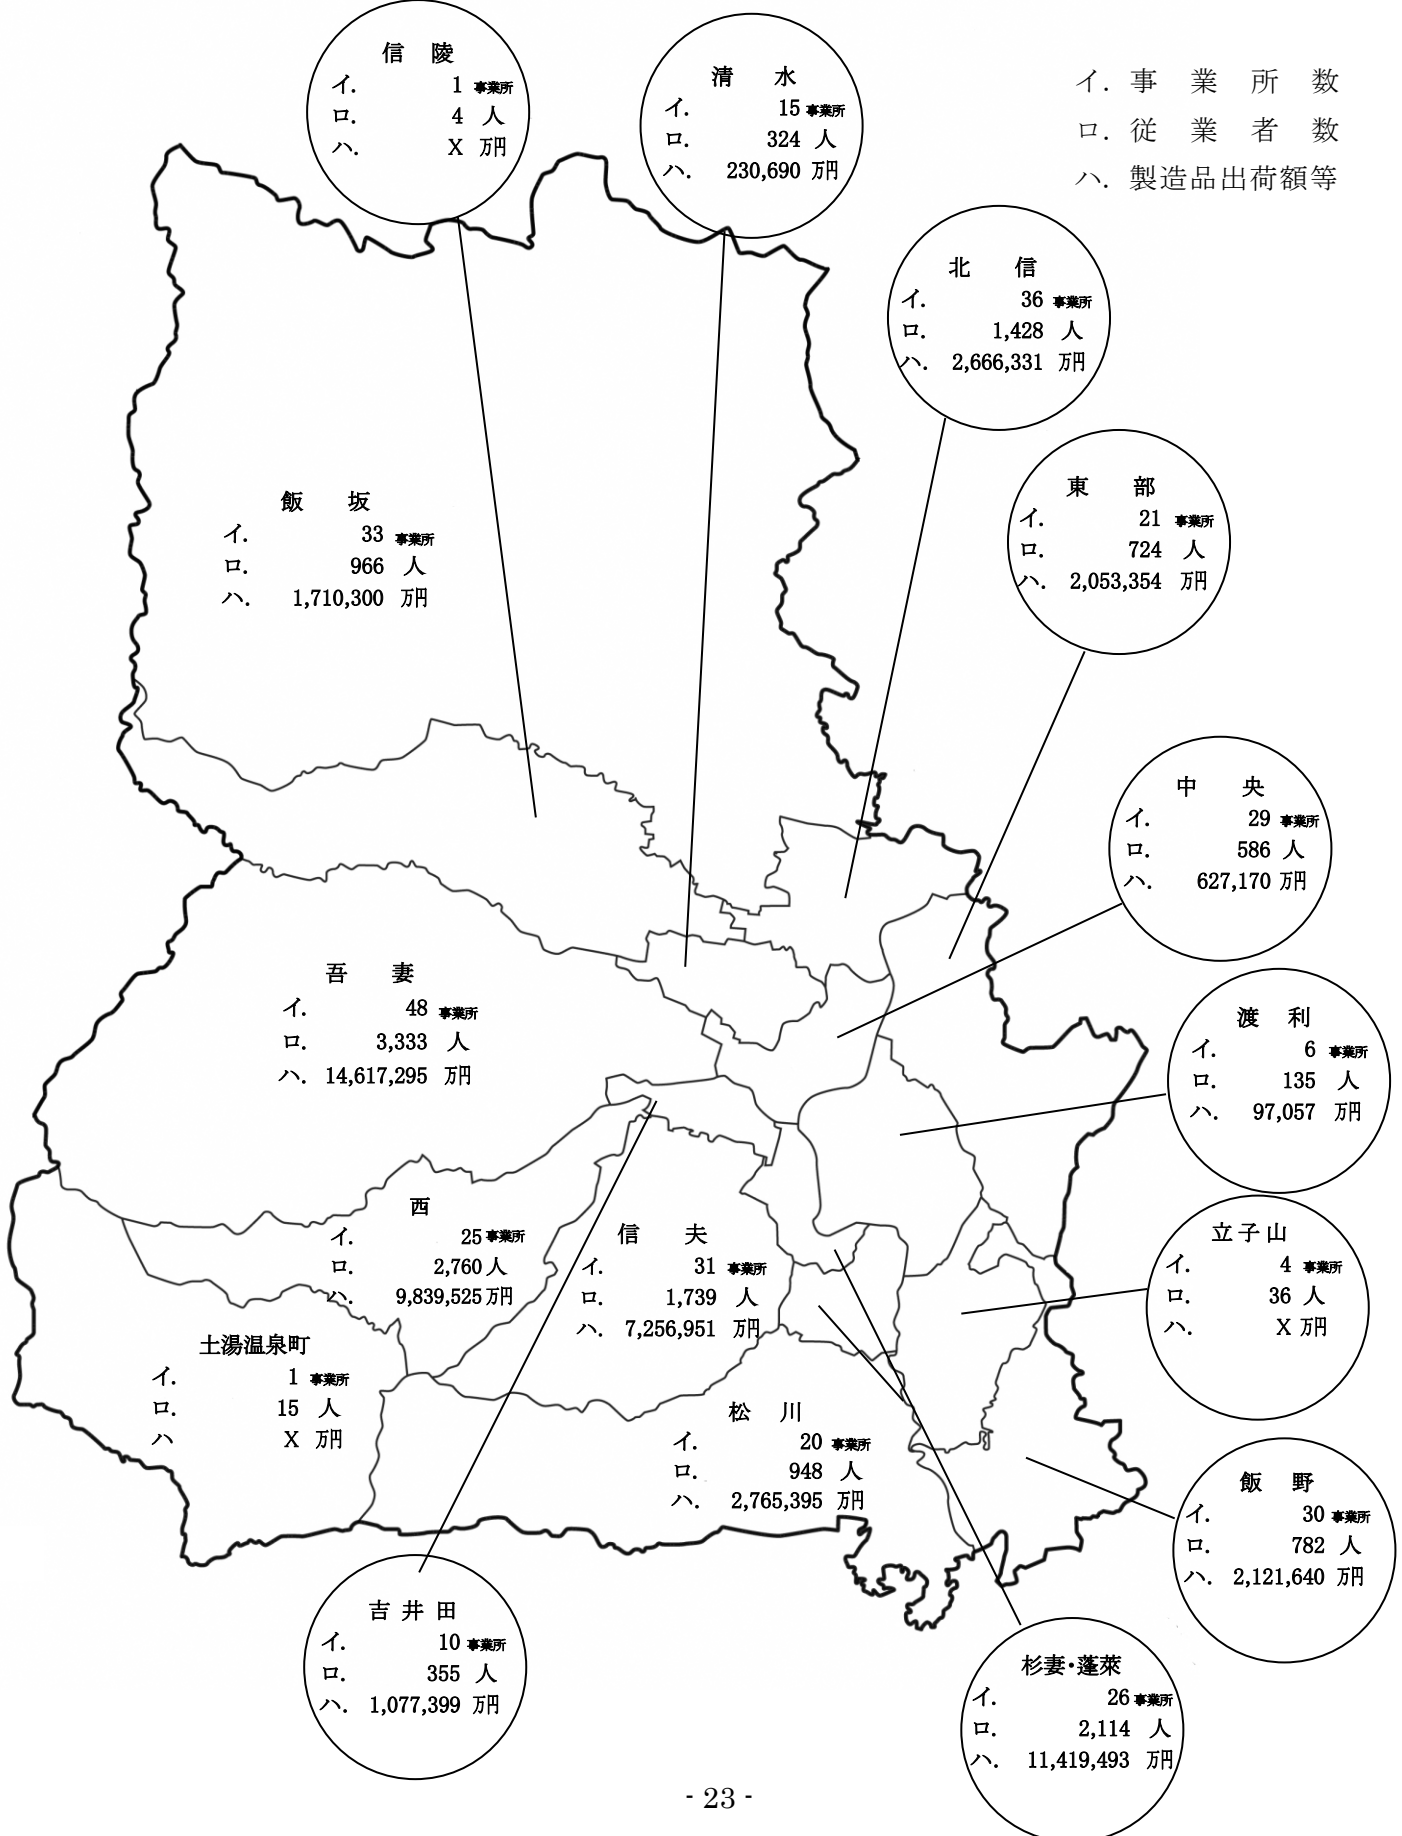 イ. 事業所数
ロ. 従業者数
ハ. 製造品出荷額等
信陵
イ. 1 事業所
ロ. 4 人
ハ. X 万円
清水
イ. 15 事業所
ロ. 324 人
ハ. 230,690 万円
北信
イ. 36 事業所
ロ. 1,428 人
ハ. 2,666,331 万円
東部
イ. 21 事業所
ロ. 724 人
ハ. 2,053,354 万円
飯坂
イ. 33 事業所
ロ. 966 人
ハ. 1,710,300 万円
中央
イ. 29 事業所
ロ. 586 人
ハ. 627,170 万円
吾妻
イ. 48 事業所
ロ. 3,333 人
ハ. 14,617,295 万円
渡利
イ. 6 事業所
ロ. 135 人
ハ. 97,057 万円
西
イ. 25 事業所
ロ. 2,760 人
ハ. 9,839,525 万円
信夫
イ. 31 事業所
ロ. 1,739 人
ハ. 7,256,951 万円
立子山
イ. 4 事業所
ロ. 36 人
ハ. X 万円
土湯温泉町
イ. 1 事業所
ロ. 15 人
ハ X 万円
松川
イ. 20 事業所
ロ. 948 人
ハ. 2,765,395 万円
飯野
イ. 30 事業所
ロ. 782 人
ハ. 2,121,640 万円
吉井田
イ. 10 事業所
ロ. 355 人
ハ. 1,077,399 万円
杉妻・蓬萊
イ. 26 事業所
ロ. 2,114 人
ハ. 11,419,493 万円
- 23 -